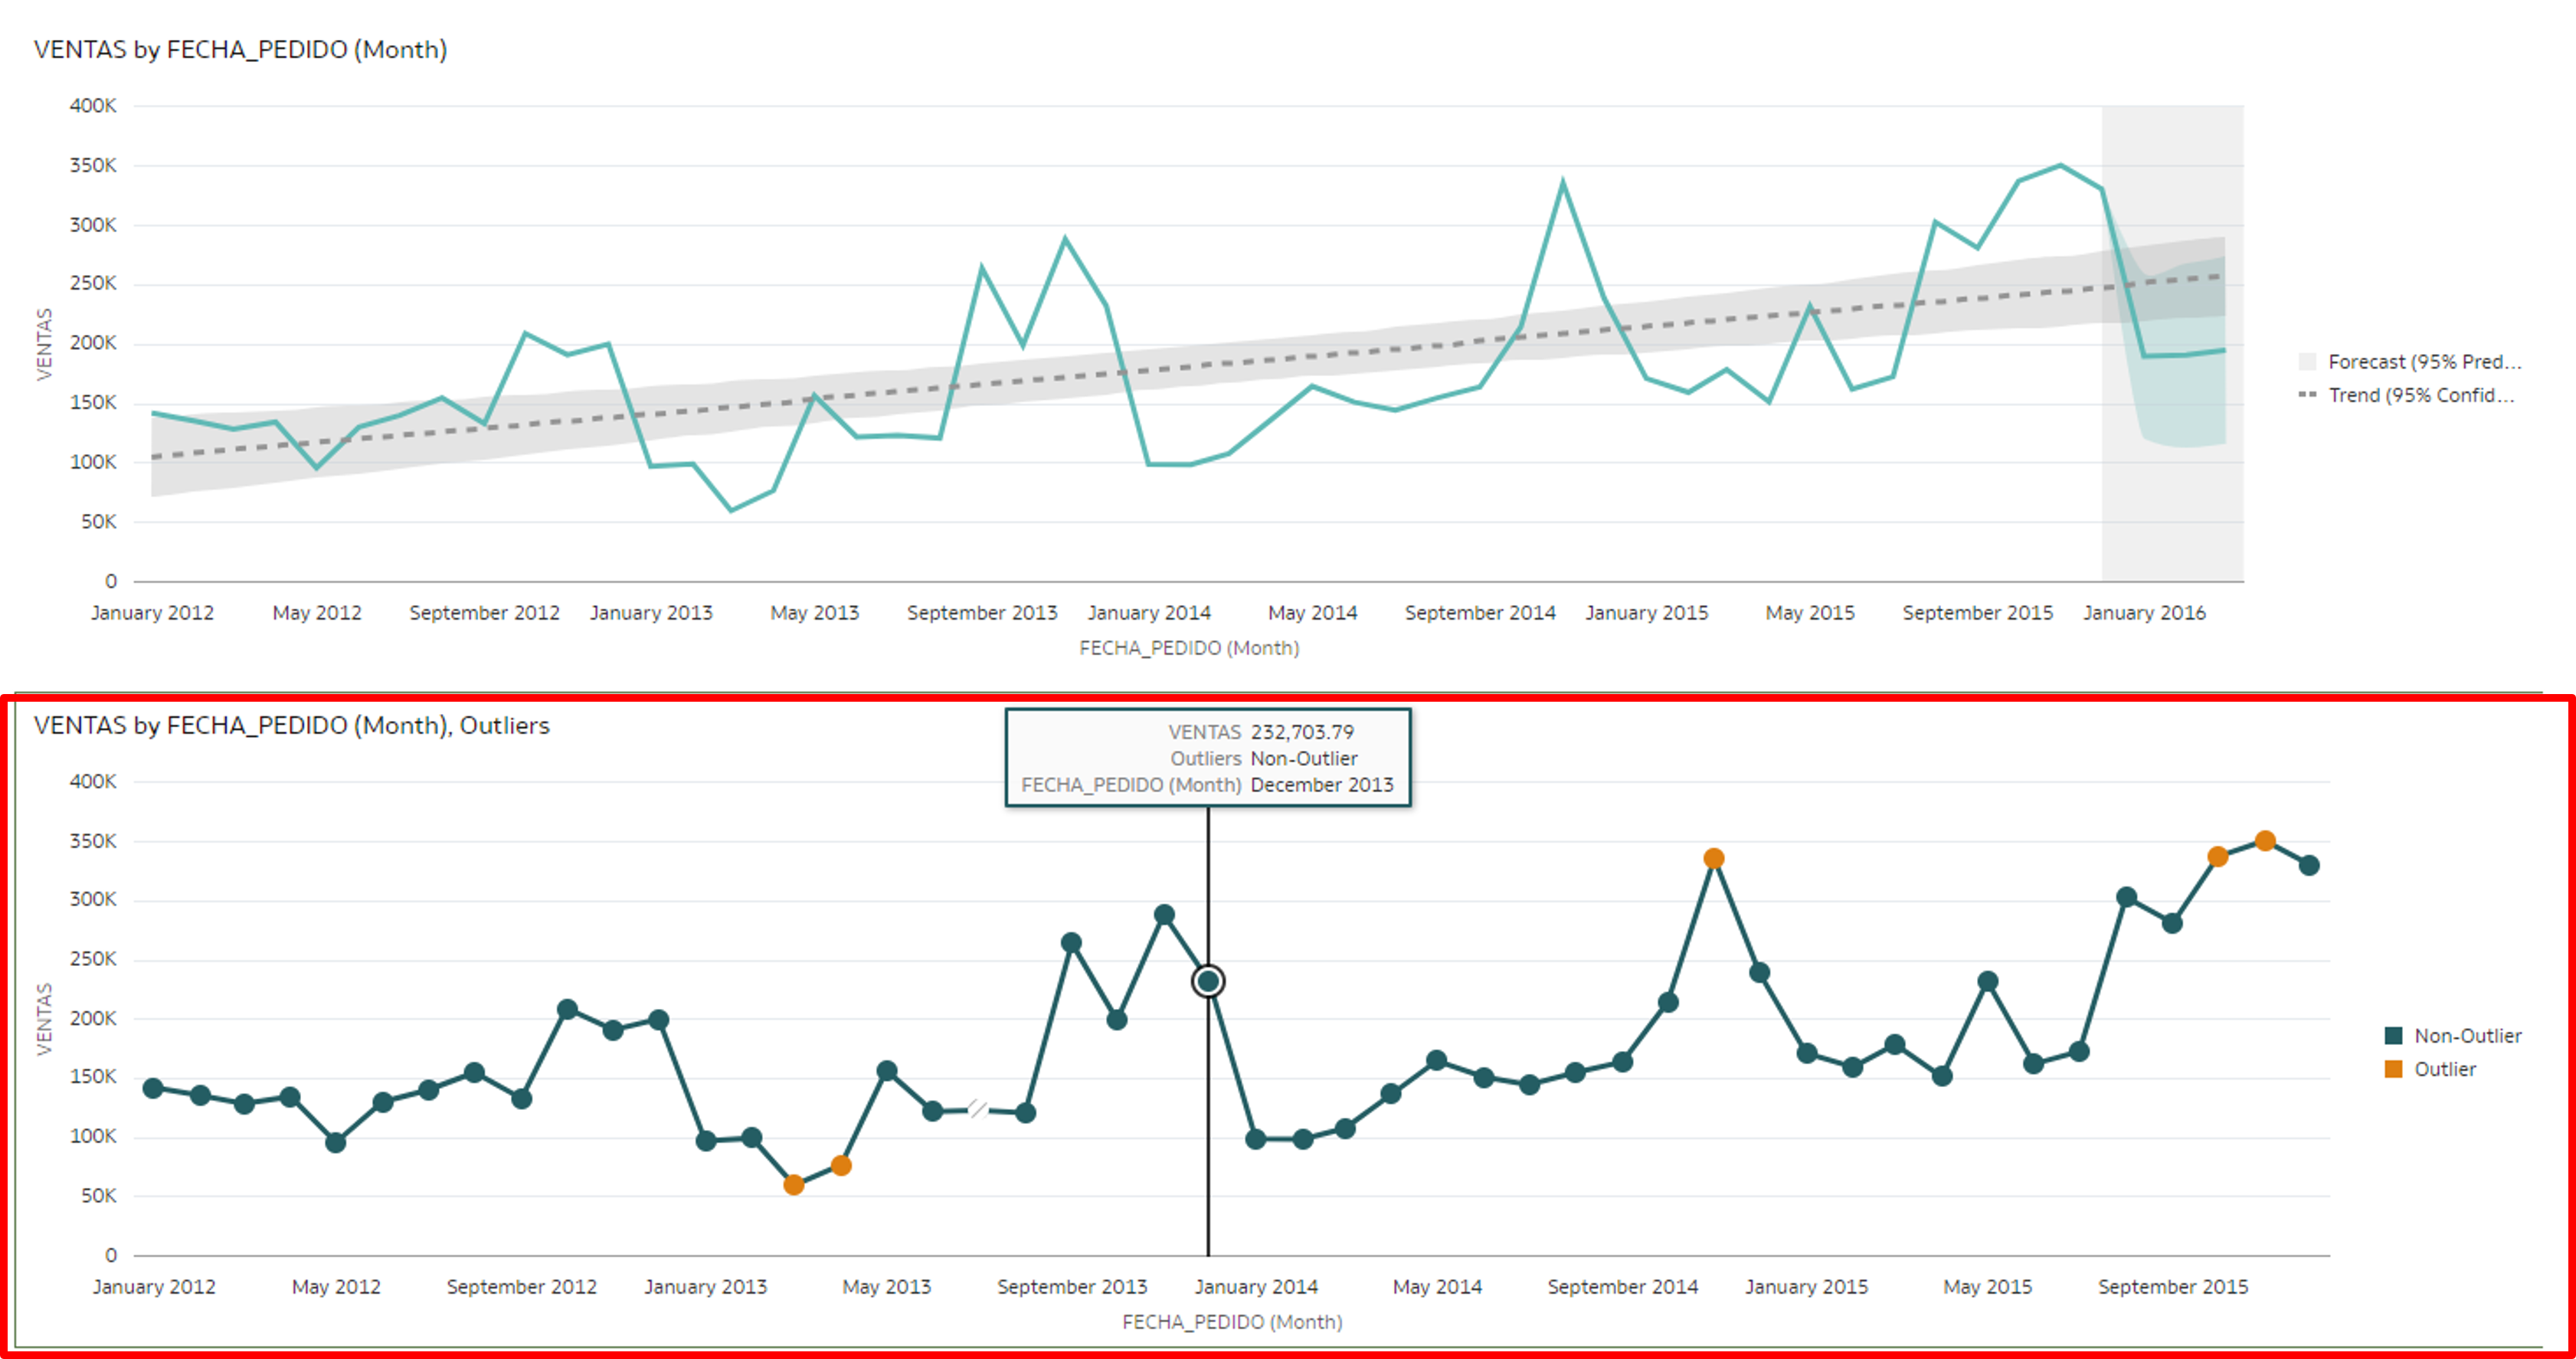 VENTAS by FECHA_PEDIDO (Month)
400K
350K
300K
250K
200K
150K
100K
50K
0
VENTAS
January 2012 May 2012 September 2012 January 2013 May 2013 September 2013 January 2014 May 2014 September 2014 January 2015 May 2015 September 2015 January 2016
FECHA_PEDIDO (Month)
Forecast (95% Pred...
Trend (95% Confid...
VENTAS by FECHA_PEDIDO (Month), Outliers
VENTAS 232,703.79
Outliers Non-Outlier
FECHA_PEDIDO (Month) December 2013
400K
350K
300K
250K
200K
150K
100K
50K
0
VENTAS
January 2012 May 2012 September 2012 January 2013 May 2013 September 2013 January 2014 May 2014 September 2014 January 2015 May 2015 September 2015
FECHA_PEDIDO (Month)
Non-Outlier
Outlier